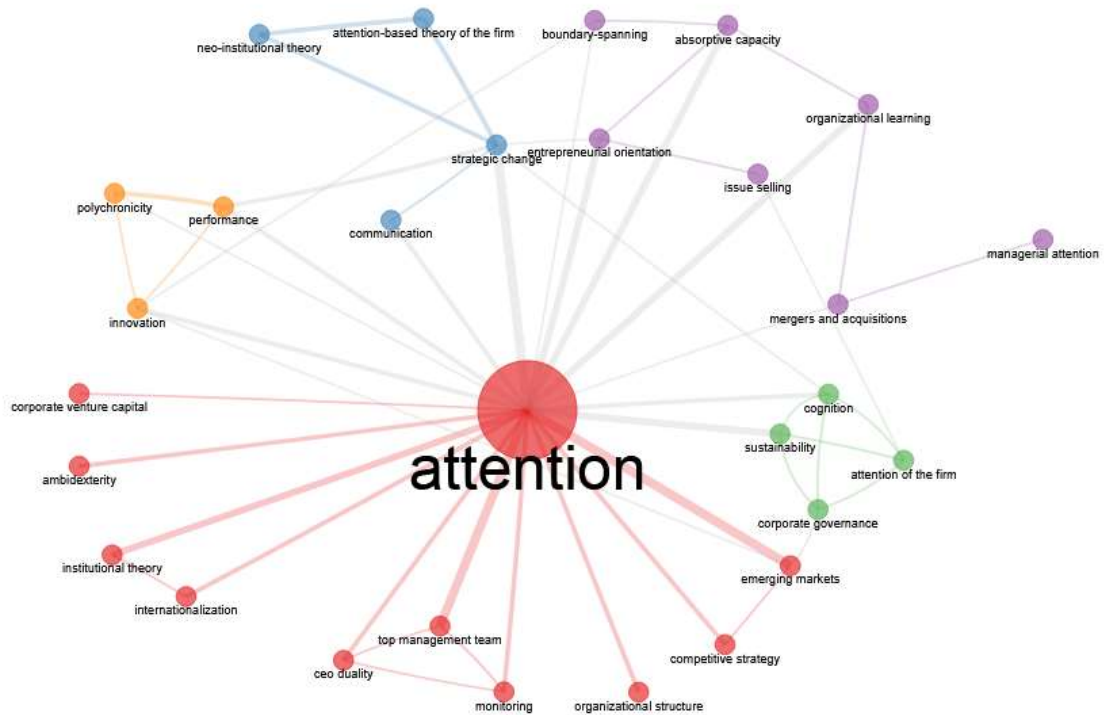 attention-based theory of the firm
neo-institutional theory
boundary-spanning
absorptive capacity
organizational learning
strategic change
entrepreneurial orientation
issue selling
polychronicity
performance
communication
managerial attention
innovation
mergers and acquisitions
corporate venture capital
cognition
sustainability
attention
attention of the firm
ambidexterity
corporate governance
institutional theory
emerging markets
internationalization
top management team
competitive strategy
ceo duality
monitoring
organizational structure